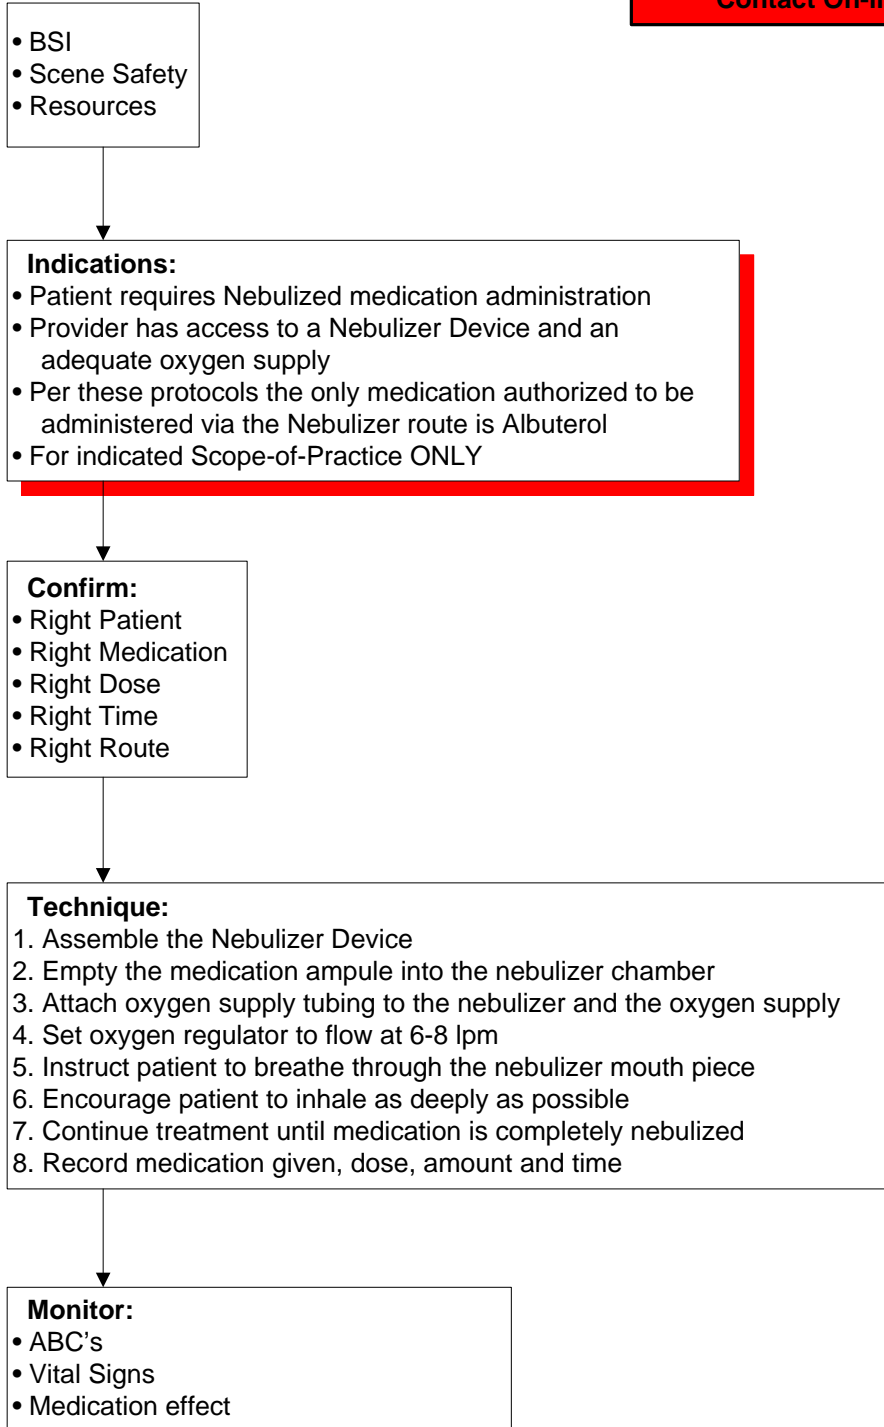 Contact
• BSI
• Scene Safety
• Resources
Indications:
• Patient requires Nebulized medication administration
• Provider has access to a Nebulizer Device and an
adequate oxygen supply
• Per these protocols the only medication authorized to be
administered via the Nebulizer route is Albuterol
• For indicated Scope-of-Practice ONLY
Confirm:
• Right Patient
• Right Medication
• Right Dose
• Right Time
• Right Route
Technique:
1. Assemble the Nebulizer Device
2. Empty the medication ampule into the nebulizer chamber
3. Attach oxygen supply tubing to the nebulizer and the oxygen supply
4. Set oxygen regulator to flow at 6-8 lpm
5. Instruct patient to breathe through the nebulizer mouth piece
6. Encourage patient to inhale as deeply as possible
7. Continue treatment until medication is completely nebulized
8. Record medication given, dose, amount and time
Monitor:
• ABC’s
• Vital Signs
• Medication effect